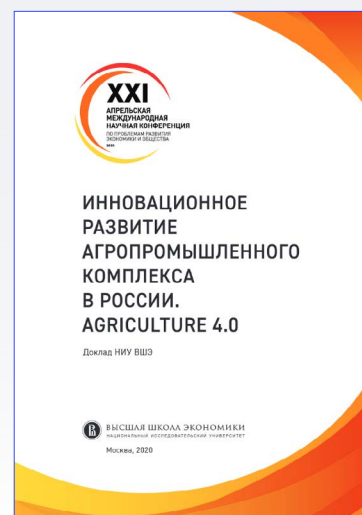 XXI
АПРЕЛЬСКАЯ
МЕЖДУНАРОДНАЯ
НАУЧНАЯ КОНФЕРЕНЦИЯ
ПО ПРОБЛЕМАМ РАЗВИТИЯ
ЭКОНОМИКИ И ОБЩЕСТВА
ИННОВАЦИОННОЕ
РАЗВИТИЕ
АГРОПРОМЫШЛЕННОГО
КОМПЛЕКСА
В РОССИИ.
AGRICULTURE 4.0
Доклад НИУ ВШЭ
ВЫСШАЯ ШКОЛА ЭКОНОМИКИ
НАЦИОНАЛЬНЫЙ ИССЛЕДОВАТЕЛЬСКИЙ УНИВЕРСИТЕТ
Москва, 2020